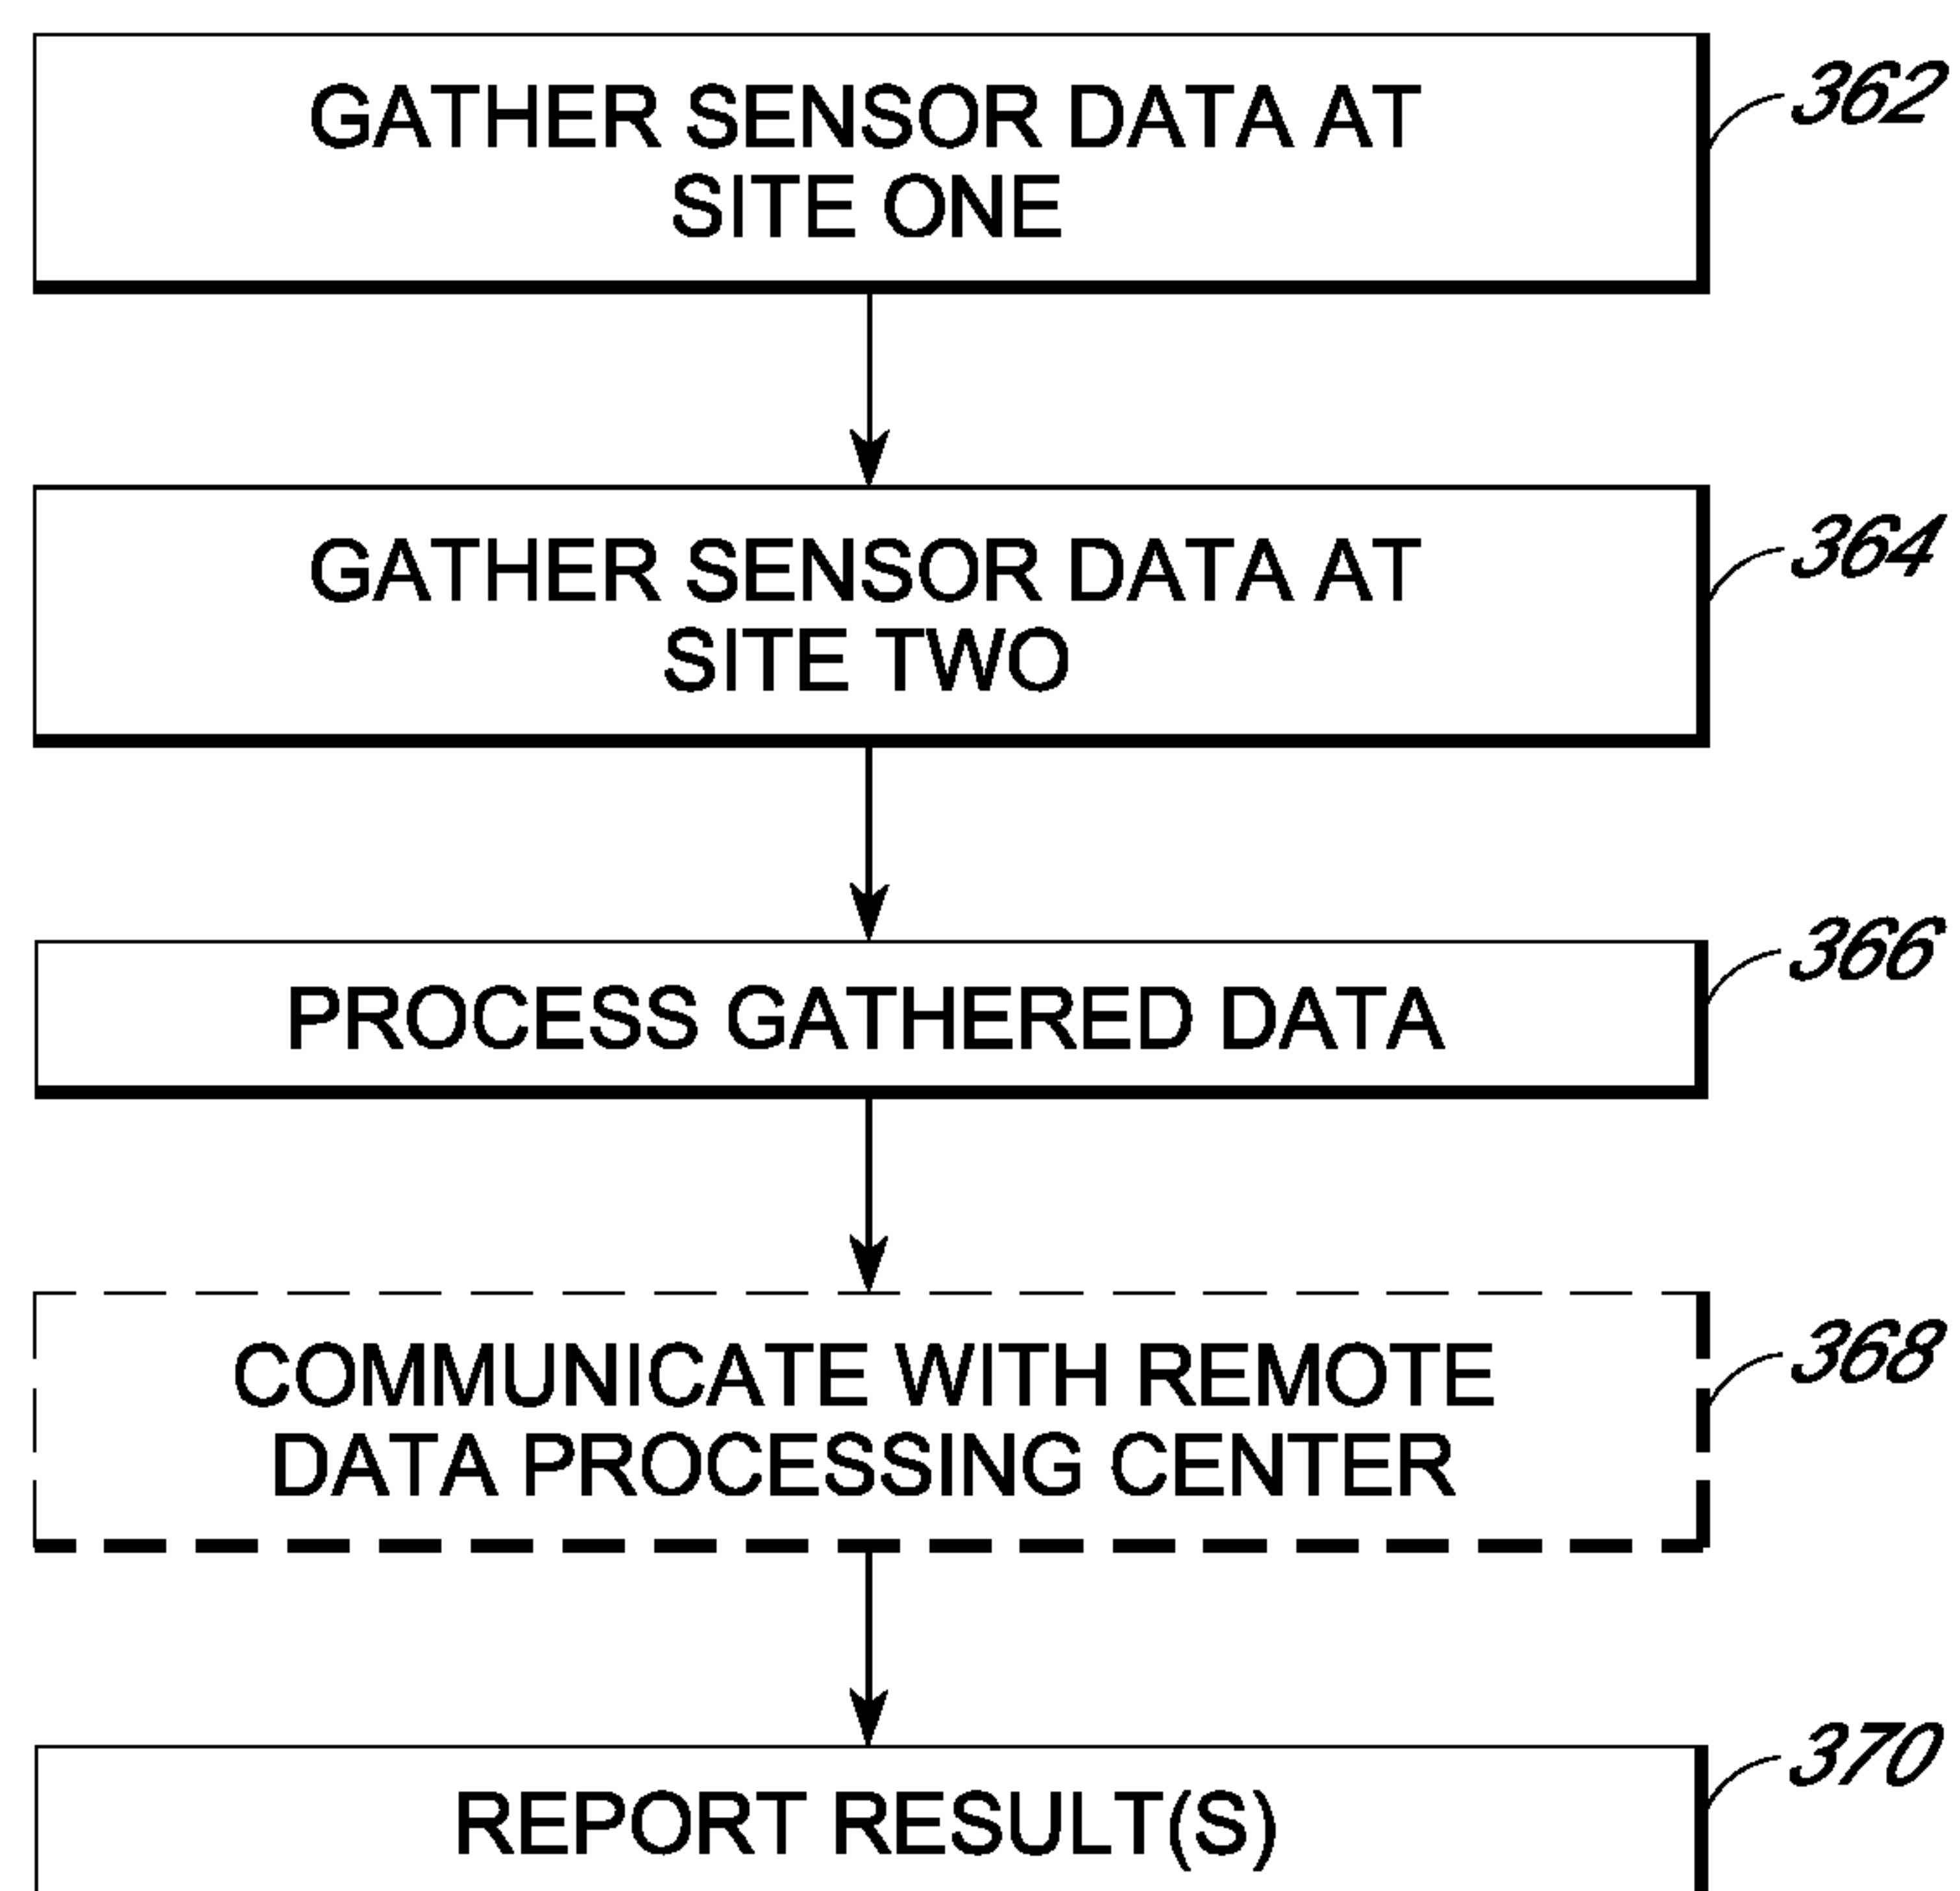 GATHER SENSOR DATA AT
SITE ONE
362
GATHER SENSOR DATA AT
SITE TWO
364
PROCESS GATHERED DATA
366
COMMUNICATE WITH REMOTE
DATA PROCESSING CENTER
368
REPORT RESULT(S)
370